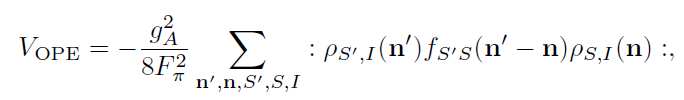 $V_{\mathrm{OPE}} = -\frac{g_A^2}{8F_\pi^2} \sum_{\mathbf{n}',\mathbf{n},S',S,I} :\rho_{S',I}(\mathbf{n}')f_{S'S}(\mathbf{n}'-\mathbf{n})\rho_{S,I}(\mathbf{n}):,$